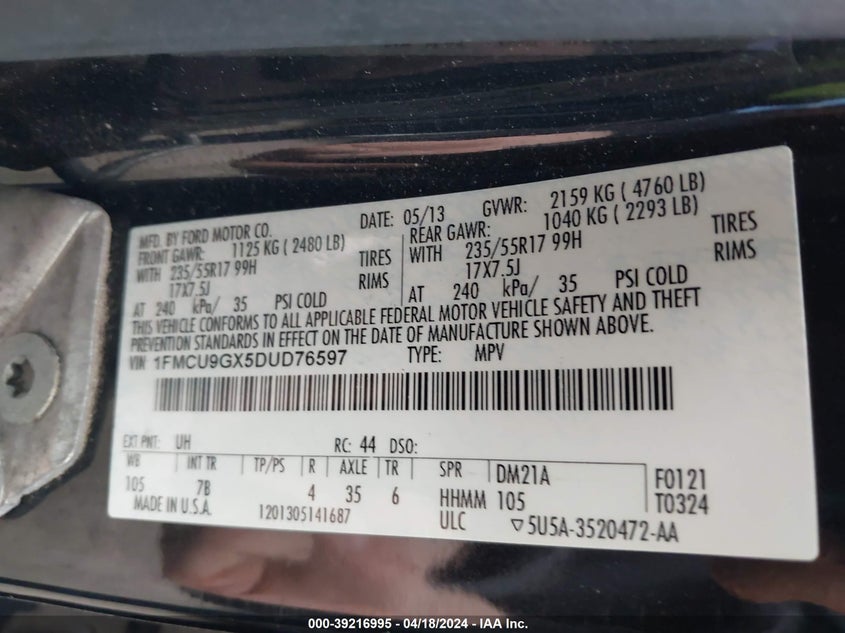 MFD. BY FORD MOTOR CO. DATE: 05/13 GVWR: 2159 KG ( 4760 LB)
FRONT GAWR: 1125 KG ( 2480 LB) REAR GAWR: 1040 KG ( 2293 LB)
WITH 235/55R17 99H TIRES WITH 235/55R17 99H TIRES
17X7.5J RIMS 17X7.5J RIMS
AT 240 kPa/ 35 PSI COLD AT 240 kPa/ 35 PSI COLD
THIS VEHICLE CONFORMS TO ALL APPLICABLE FEDERAL MOTOR VEHICLE SAFETY AND THEFT
PREVENTION STANDARDS IN EFFECT ON THE DATE OF MANUFACTURE SHOWN ABOVE.
VIN 1FMCU9GX5DUD76597 TYPE: MPV
EXT PNT: UH RC: 44 DSO:
WB INT TR TP/PS R AXLE TR SPR DM21A F0121
105 7B 4 35 6 HHMM 105 T0324
MADE IN U.S.A. 1201305141687 ULC ▽5U5A-3520472-AA
000-39216995 / 04/18/2024 - IAA Inc.